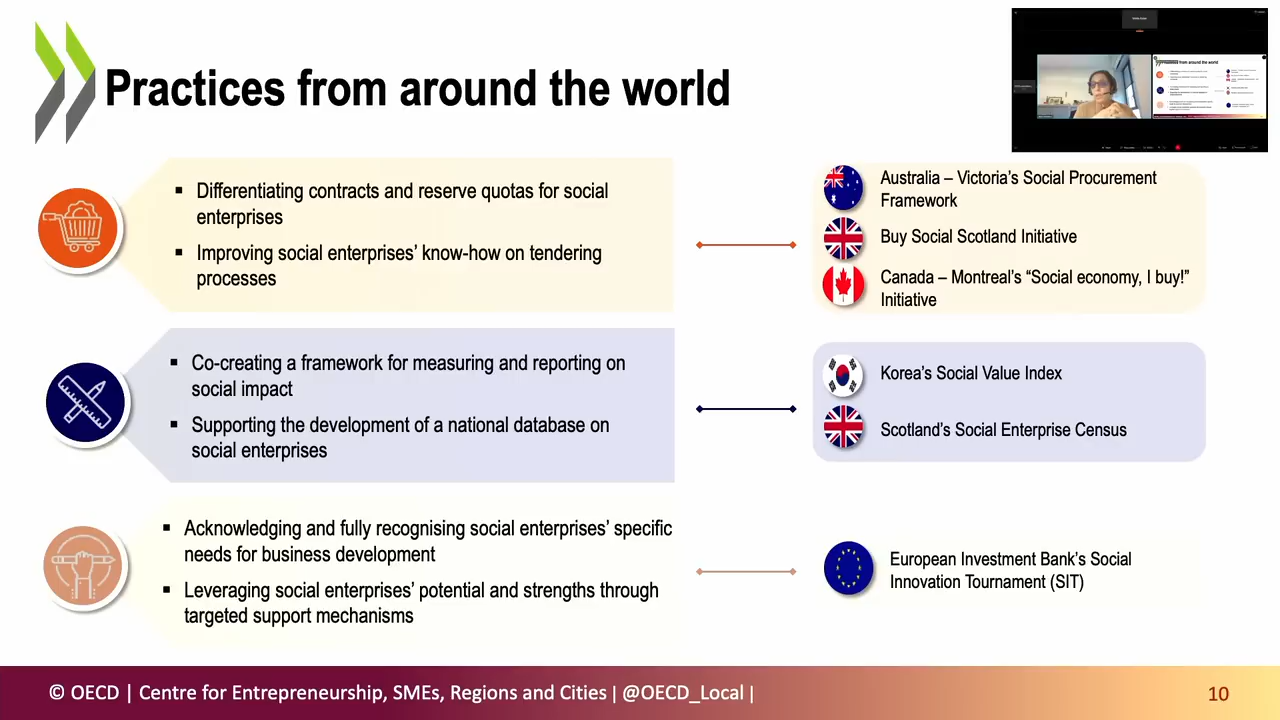 Practices from around the world
Practices from around the world
▪ Differentiating contracts and reserve quotas for social
enterprises
▪ Improving social enterprises’ know-how on tendering
processes
Australia – Victoria’s Social Procurement
Framework
Buy Social Scotland Initiative
Canada – Montreal’s “Social economy, I buy!”
Initiative
▪ Co-creating a framework for measuring and reporting on
social impact
▪ Supporting the development of a national database on
social enterprises
Korea’s Social Value Index
Scotland’s Social Enterprise Census
▪ Acknowledging and fully recognising social enterprises’ specific
needs for business development
▪ Leveraging social enterprises’ potential and strengths through
targeted support mechanisms
European Investment Bank’s Social
Innovation Tournament (SIT)
© OECD | Centre for Entrepreneurship, SMEs, Regions and Cities | @OECD_Local |
10